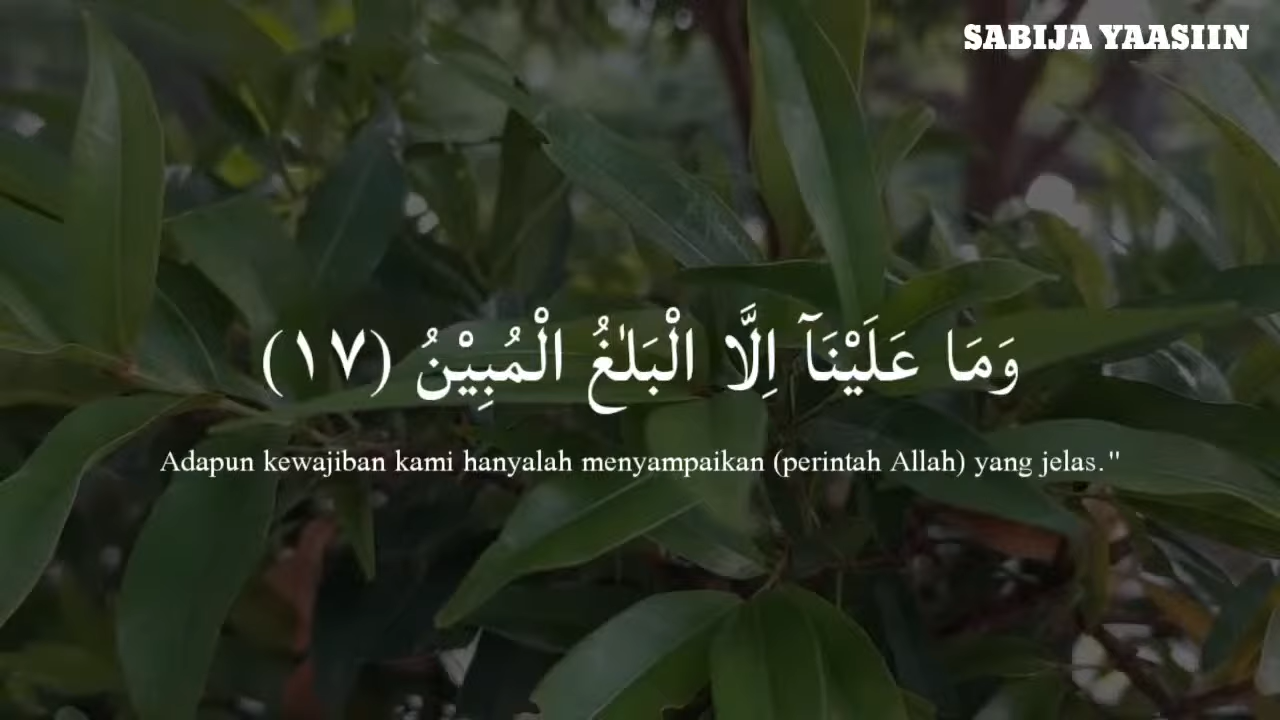 SABIJA YAASIIN
وَمَا عَلَيْنَآ اِلَّا الْبَلٰغُ الْمُبِيْنُ (١٧)
Adapun kewajiban kami hanyalah menyampaikan (perintah Allah) yang jelas."